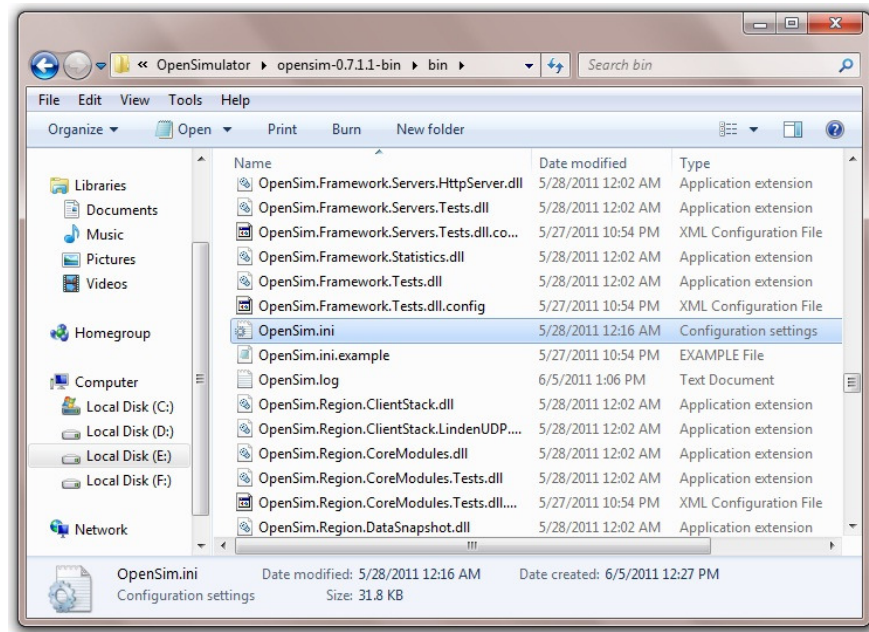 « OpenSimulator ▸ opensim-0.7.1.1-bin ▸ bin ▸ Search bin
File Edit View Tools Help
Organize ▾ Open ▾ Print Burn New folder
Name Date modified Type
Libraries
Documents
Music
Pictures
Videos
Homegroup
Computer
Local Disk (C:)
Local Disk (D:)
Local Disk (E:)
Local Disk (F:)
Network
OpenSim.Framework.Servers.HttpServer.dll 5/28/2011 12:02 AM Application extension
OpenSim.Framework.Servers.Tests.dll 5/28/2011 12:02 AM Application extension
OpenSim.Framework.Servers.Tests.dll.co... 5/27/2011 10:54 PM XML Configuration File
OpenSim.Framework.Statistics.dll 5/28/2011 12:02 AM Application extension
OpenSim.Framework.Tests.dll 5/28/2011 12:02 AM Application extension
OpenSim.Framework.Tests.dll.config 5/27/2011 10:54 PM XML Configuration File
OpenSim.ini 5/28/2011 12:16 AM Configuration settings
OpenSim.ini.example 5/27/2011 10:54 PM EXAMPLE File
OpenSim.log 6/5/2011 1:06 PM Text Document
OpenSim.Region.ClientStack.dll 5/28/2011 12:02 AM Application extension
OpenSim.Region.ClientStack.LindenUDP.... 5/28/2011 12:02 AM Application extension
OpenSim.Region.CoreModules.dll 5/28/2011 12:02 AM Application extension
OpenSim.Region.CoreModules.Tests.dll 5/28/2011 12:02 AM Application extension
OpenSim.Region.CoreModules.Tests.dll.... 5/27/2011 10:54 PM XML Configuration File
OpenSim.Region.DataSnapshot.dll 5/28/2011 12:02 AM Application extension
OpenSim.ini Date modified: 5/28/2011 12:16 AM Date created: 6/5/2011 12:27 PM
Configuration settings Size: 31.8 KB